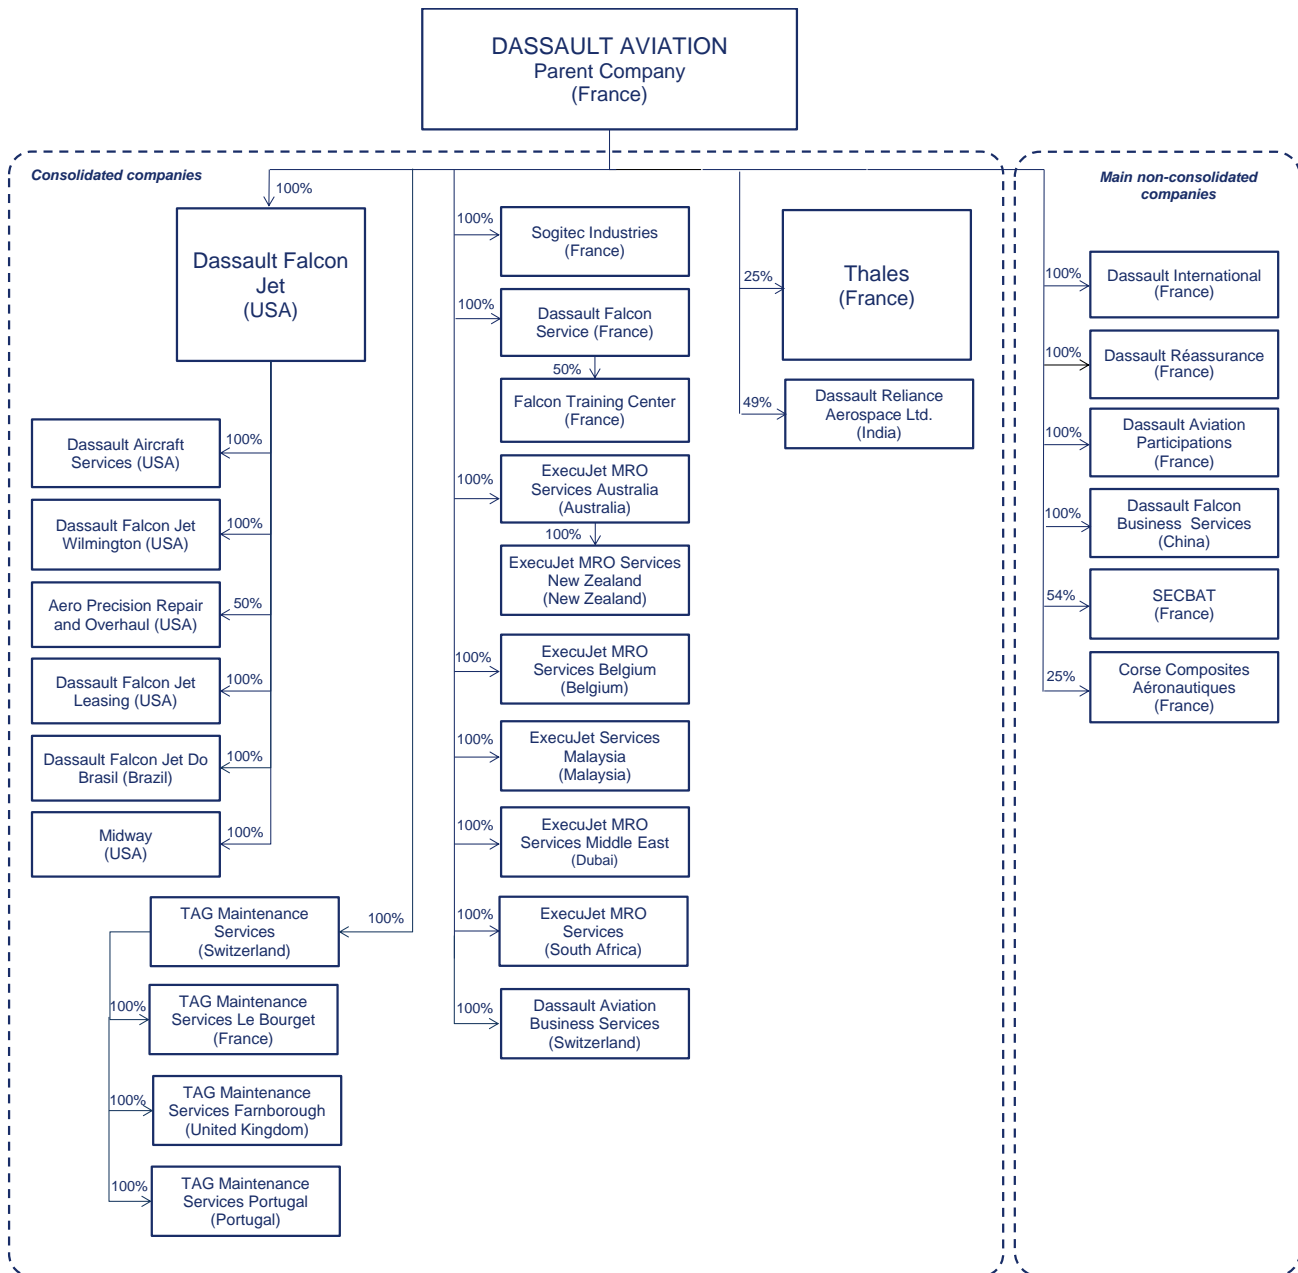 DASSAULT AVIATION
Parent Company
(France)
Consolidated companies
100%
Dassault Falcon
Jet
(USA)
Dassault Aircraft
Services (USA)
100%
Dassault Falcon Jet
Wilmington (USA)
100%
Aero Precision Repair
and Overhaul (USA)
50%
Dassault Falcon Jet
Leasing (USA)
100%
Dassault Falcon Jet Do
Brasil (Brazil)
100%
Midway
(USA)
100%
TAG Maintenance
Services
(Switzerland)
100%
100%
TAG Maintenance
Services Le Bourget
(France)
100%
TAG Maintenance
Services Farnborough
(United Kingdom)
100%
TAG Maintenance
Services Portugal
(Portugal)
100%
Sogitec Industries
(France)
100%
Dassault Falcon
Service (France)
50%
Falcon Training Center
(France)
100%
ExecuJet MRO
Services Australia
(Australia)
100%
ExecuJet MRO Services
New Zealand
(New Zealand)
100%
ExecuJet MRO
Services Belgium
(Belgium)
100%
ExecuJet Services
Malaysia
(Malaysia)
100%
ExecuJet MRO
Services Middle East
(Dubai)
100%
ExecuJet MRO
Services
(South Africa)
100%
Dassault Aviation
Business Services
(Switzerland)
25%
Thales
(France)
49%
Dassault Reliance
Aerospace Ltd.
(India)
Main non-consolidated
companies
100%
Dassault International
(France)
100%
Dassault Réassurance
(France)
100%
Dassault Aviation
Participations
(France)
100%
Dassault Falcon
Business Services
(China)
54%
SECBAT
(France)
25%
Corse Composites
Aéronautiques
(France)